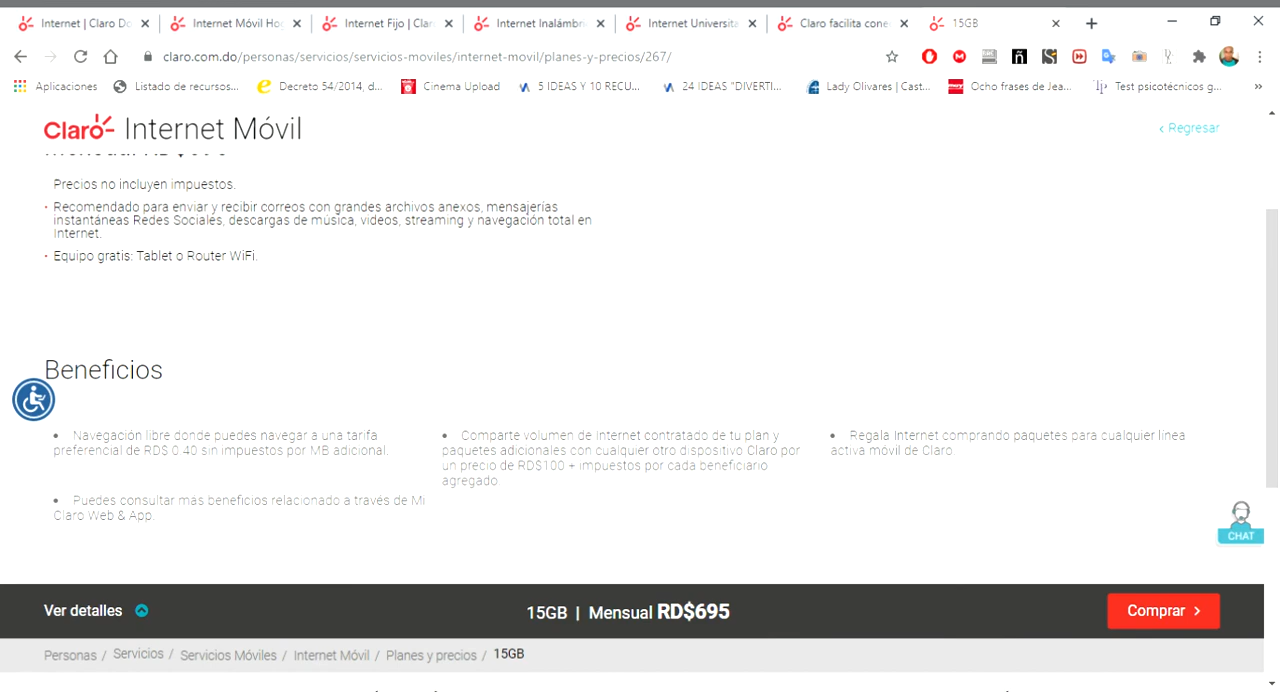 Internet | Claro Do
Internet Móvil Ho
Internet Fijo | Clar
Internet Inalámbri
Internet Universita
Claro facilita cone
15GB
claro.com.do/personas/servicios/servicios-moviles/internet-movil/planes-y-precios/267/
Aplicaciones
Listado de recursos...
Decreto 54/2014, d...
Cinema Upload
5 IDEAS Y 10 RECU...
24 IDEAS "DIVERTI...
Lady Olivares | Cast...
Ocho frases de Jea...
Test psicotécnicos g...
Claro Internet Móvil
‹ Regresar
Precios no incluyen impuestos.
Recomendado para enviar y recibir correos con grandes archivos anexos, mensajerías
instantáneas Redes Sociales, descargas de música, videos, streaming y navegación total en
Internet.
Equipo gratis: Tablet o Router WiFi.
Beneficios
Navegación libre donde puedes navegar a una tarifa
preferencial de RD$ 0.40 sin impuestos por MB adicional.
Comparte volumen de Internet contratado de tu plan y
paquetes adicionales con cualquier otro dispositivo Claro por
un precio de RD$100 + impuestos por cada beneficiario
agregado.
Regala Internet comprando paquetes para cualquier línea
activa móvil de Claro.
Puedes consultar más beneficios relacionado a través de Mi
Claro Web & App.
CHAT
Ver detalles
15GB | Mensual RD$695
Comprar ›
Personas / Servicios / Servicios Móviles / Internet Móvil / Planes y precios / 15GB